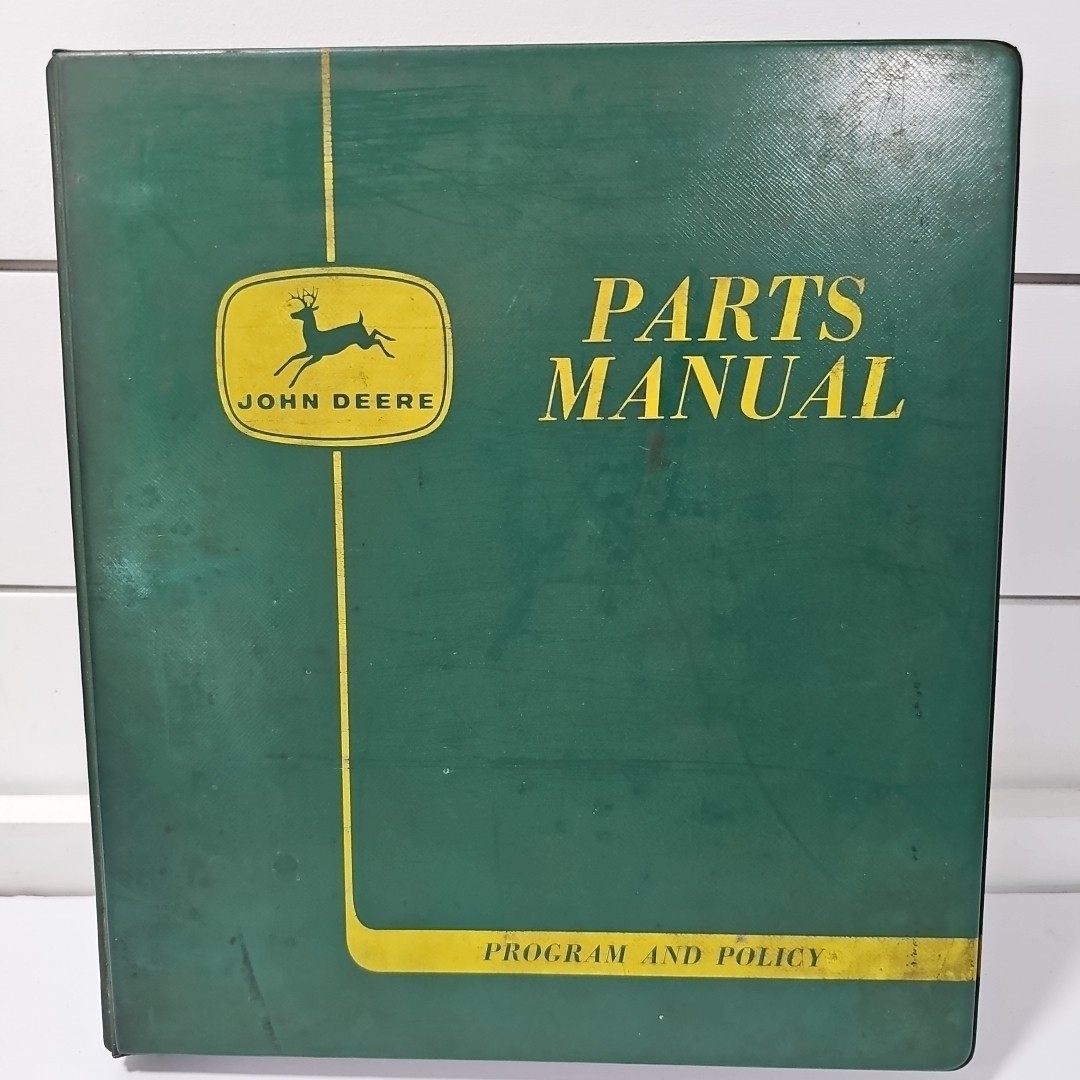 JOHN DEERE
PARTS
MANUAL
PROGRAM AND POLICY